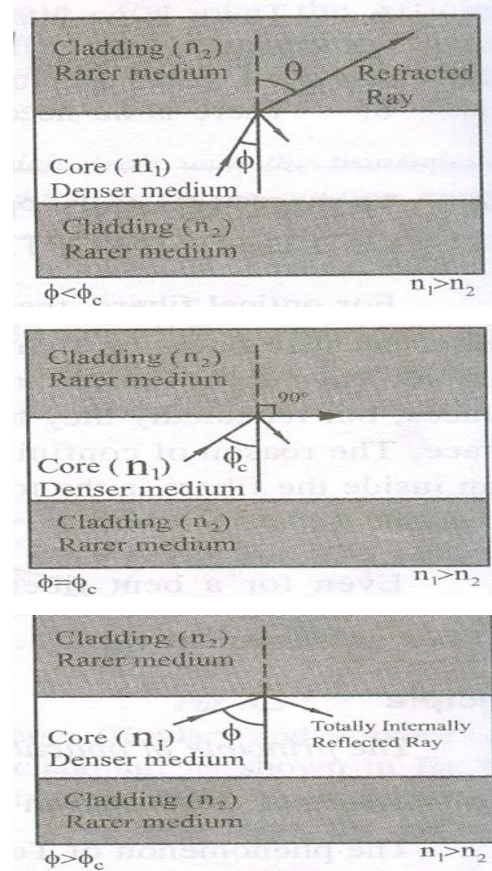 Cladding (n₂)
Rarer medium
θ
Refracted
Ray
Core (n₁)
Denser medium
ϕ
Cladding (n₂)
Rarer medium
ϕ<ϕc
n₁>n₂
Cladding (n₂)
Rarer medium
90°
Core (n₁)
Denser medium
ϕc
Cladding (n₂)
Rarer medium
ϕ=ϕc
n₁>n₂
Cladding (n₂)
Rarer medium
Core (n₁)
Denser medium
ϕ
Totally Internally
Reflected Ray
Cladding (n₂)
Rarer medium
ϕ>ϕc
n₁>n₂